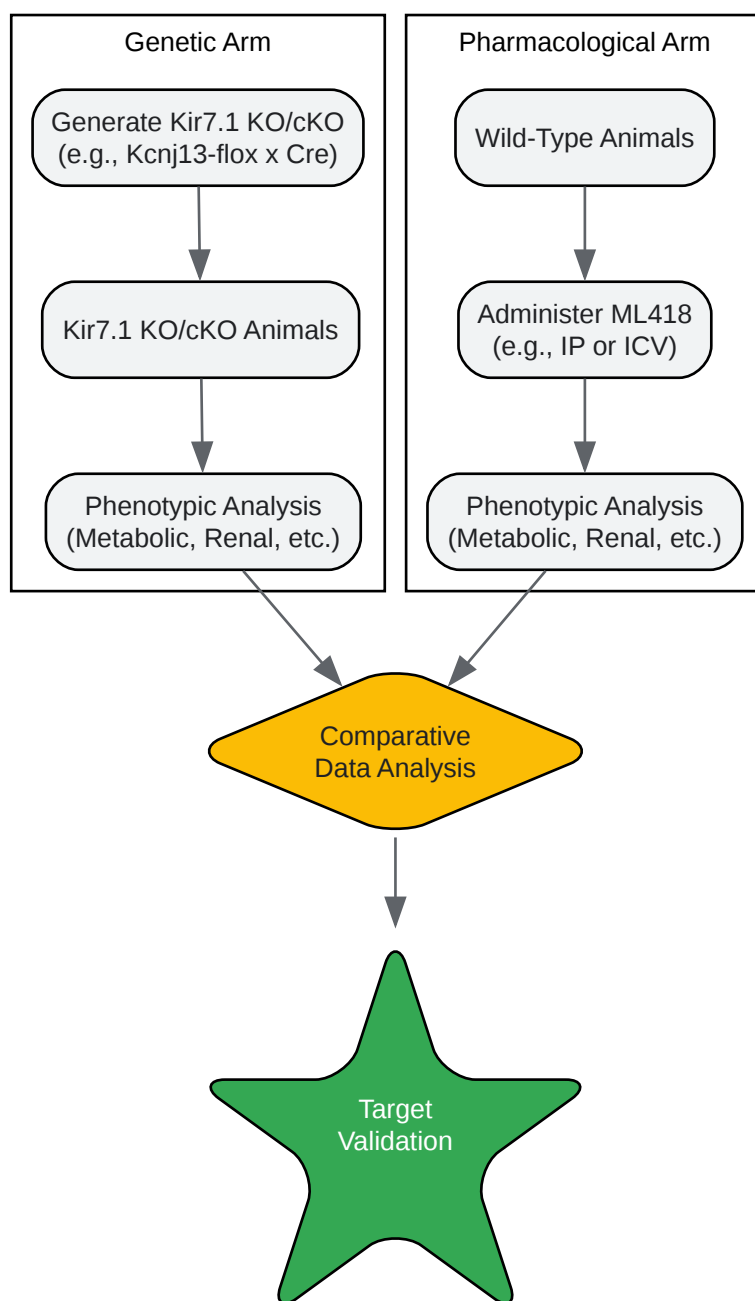 Genetic Arm
Generate Kir7.1 KO/cKO
(e.g., Kcnj13-flox x Cre)
Kir7.1 KO/cKO Animals
Phenotypic Analysis
(Metabolic, Renal, etc.)
Pharmacological Arm
Wild-Type Animals
Administer ML418
(e.g., IP or ICV)
Phenotypic Analysis
(Metabolic, Renal, etc.)
Comparative
Data Analysis
Target
Validation